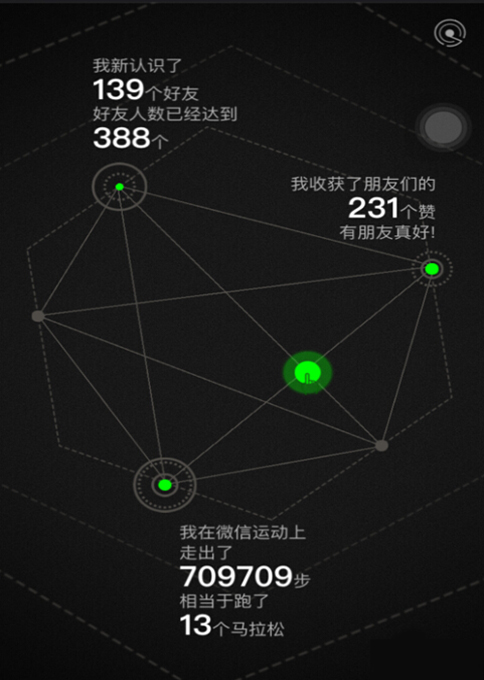 我新认识了
139个好友
好友人数已经达到
388个
我收获了朋友们的
231个赞
有朋友真好!
我在微信运动上
走出了
709709步
相当于跑了
13个马拉松